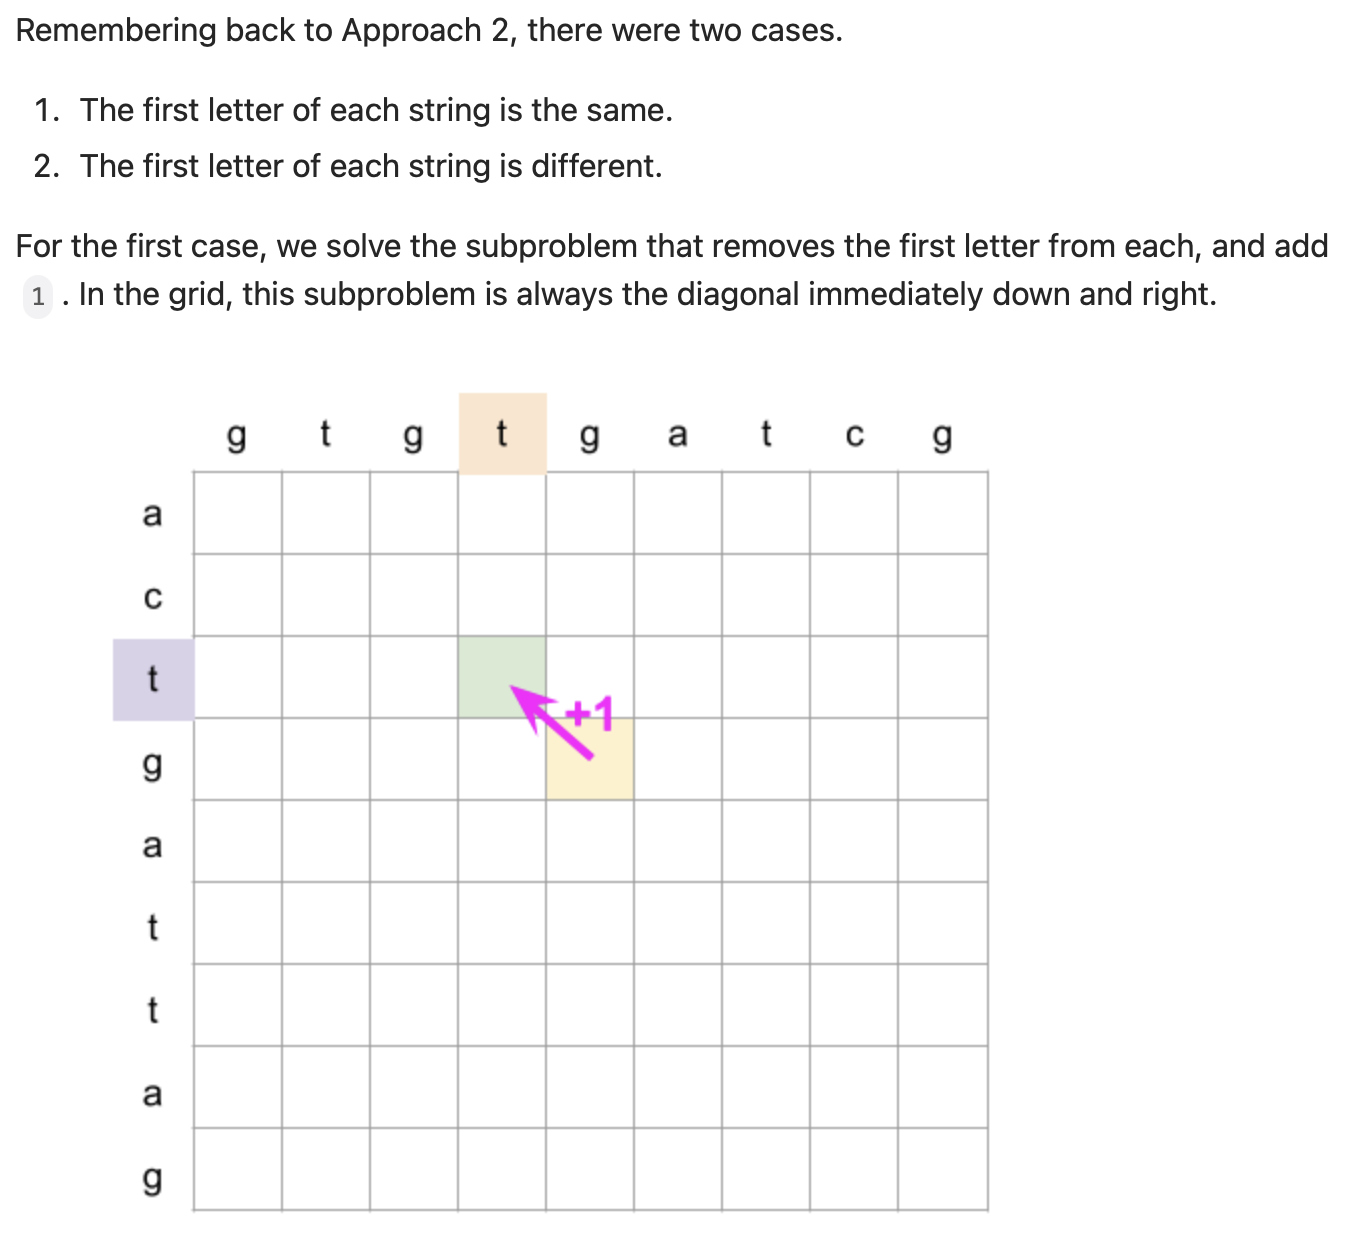 Remembering back to Approach 2, there were two cases.
1. The first letter of each string is the same.
2. The first letter of each string is different.
For the first case, we solve the subproblem that removes the first letter from each, and add
1 . In the grid, this subproblem is always the diagonal immediately down and right.
g t g t g a t c g
a
c
t
+1
g
a
t
t
a
g